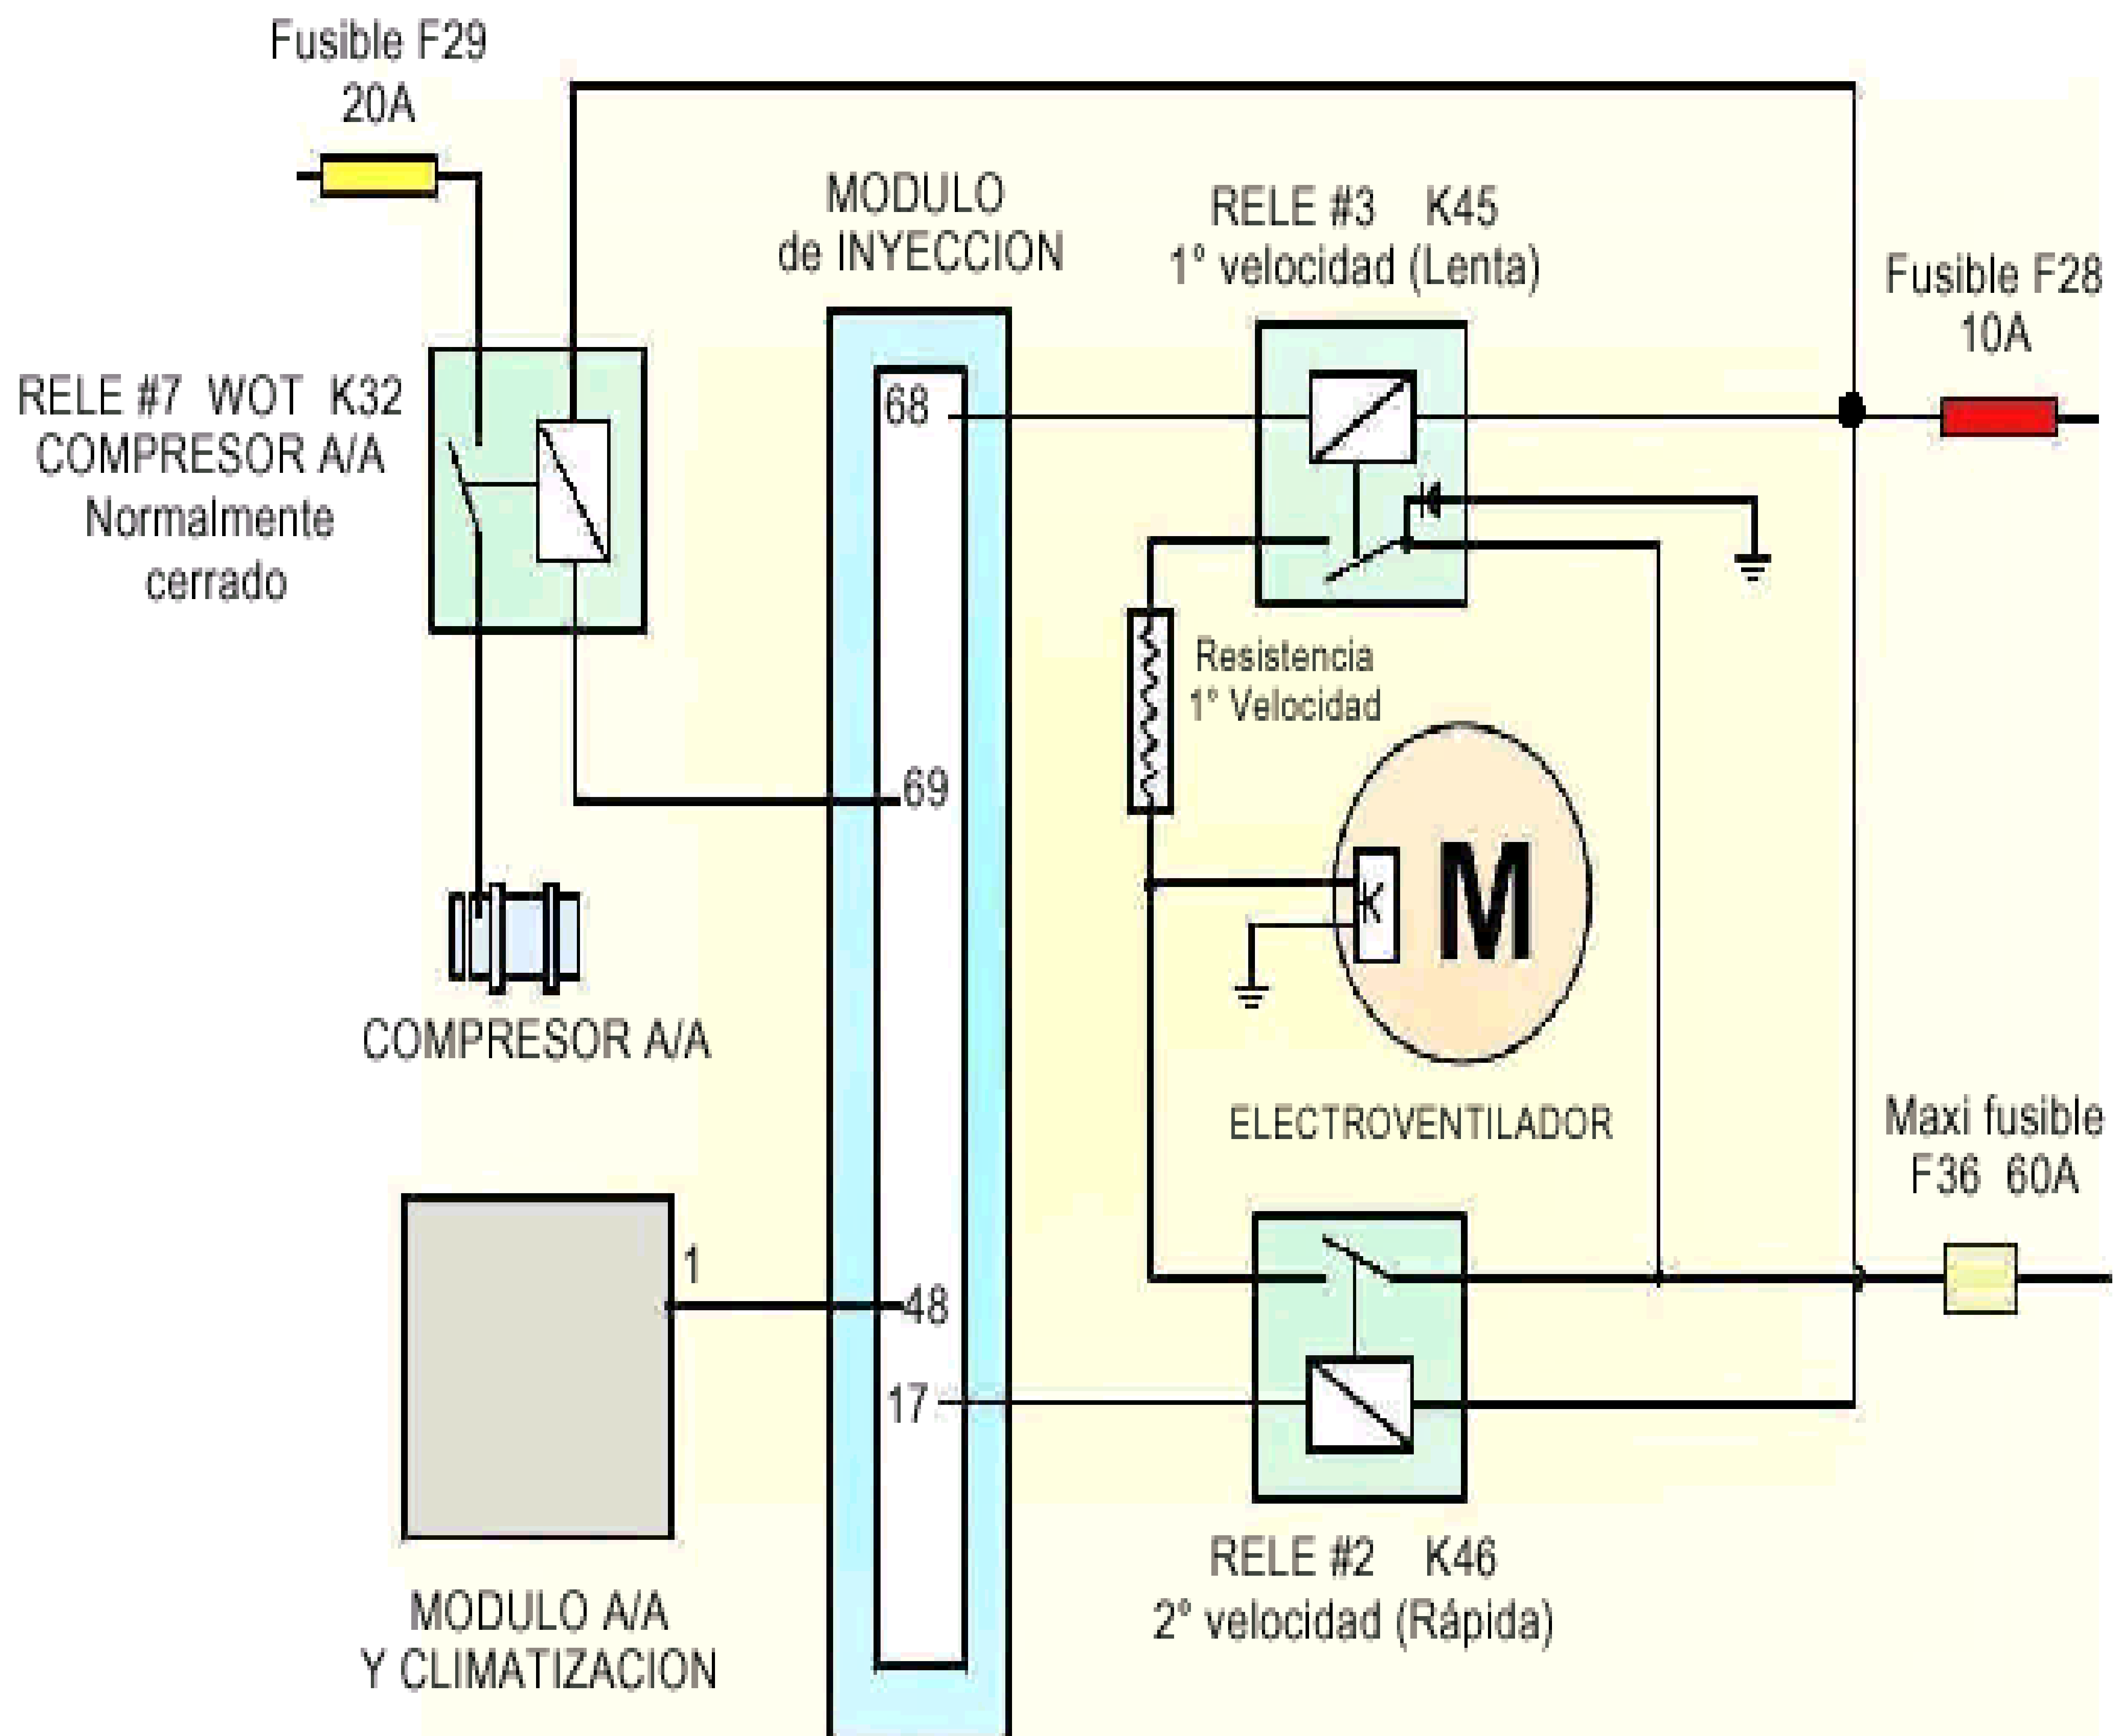 Fusible F29
20A
MODULO
de INYECCION
RELE #3 K45
1° velocidad (Lenta)
Fusible F28
10A
RELE #7 WOT K32
COMPRESOR A/A
Normalmente
cerrado
68
Resistencia
1° Velocidad
69
K
M
COMPRESOR A/A
ELECTROVENTILADOR
Maxi fusible
F36 60A
1
48
17
RELE #2 K46
2° velocidad (Rápida)
MODULO A/A
Y CLIMATIZACION